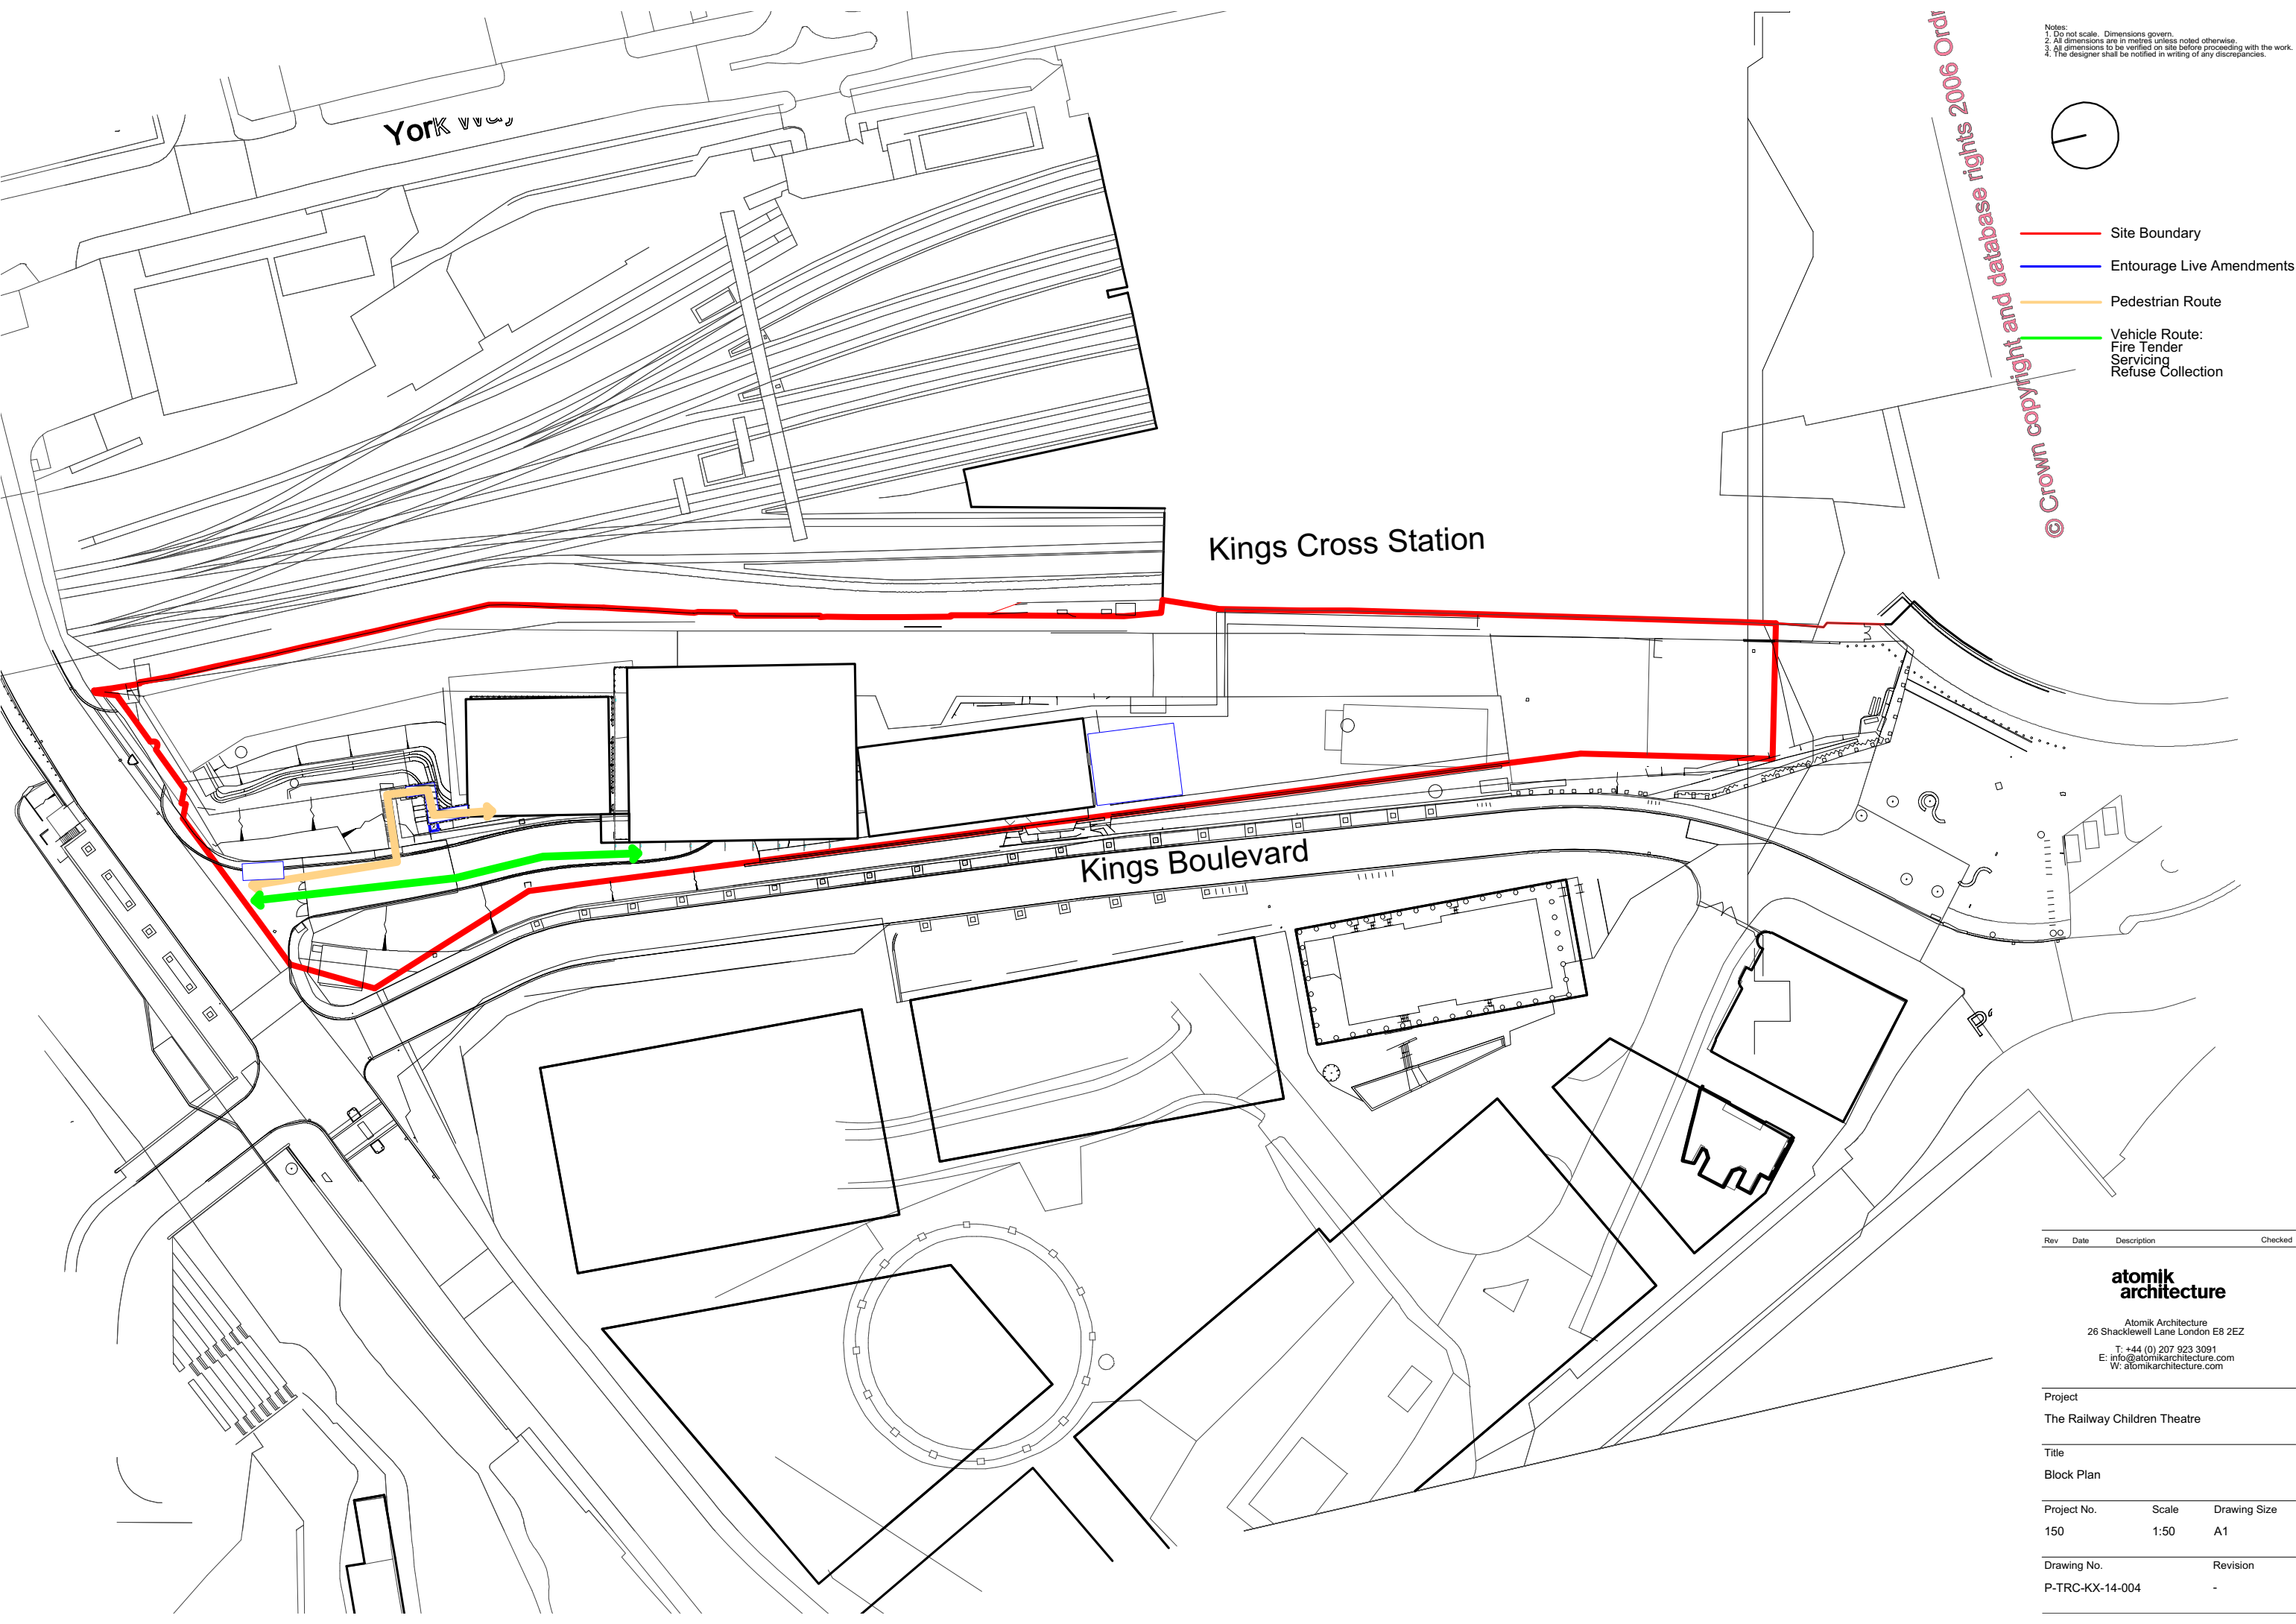 Notes:
1. Do not scale. Dimensions govern.
2. All dimensions are in metres unless noted otherwise.
3. All dimensions to be verified on site before proceeding with the work.
4. The designer shall be notified in writing of any discrepancies.
York Way
© Crown copyright and database rights 2006 Ord
Site Boundary
Entourage Live Amendments
Pedestrian Route
Vehicle Route:
Fire Tender
Servicing
Refuse Collection
Kings Cross Station
Kings Boulevard
Rev Date Description Checked
atomik
architecture
Atomik Architecture
26 Shacklewell Lane London E8 2EZ
T: +44 (0) 207 923 3091
E: info@atomikarchitecture.com
W: atomikarchitecture.com
Project
The Railway Children Theatre
Title
Block Plan
Project No. Scale Drawing Size
150 1:50 A1
Drawing No. Revision
P-TRC-KX-14-004 -